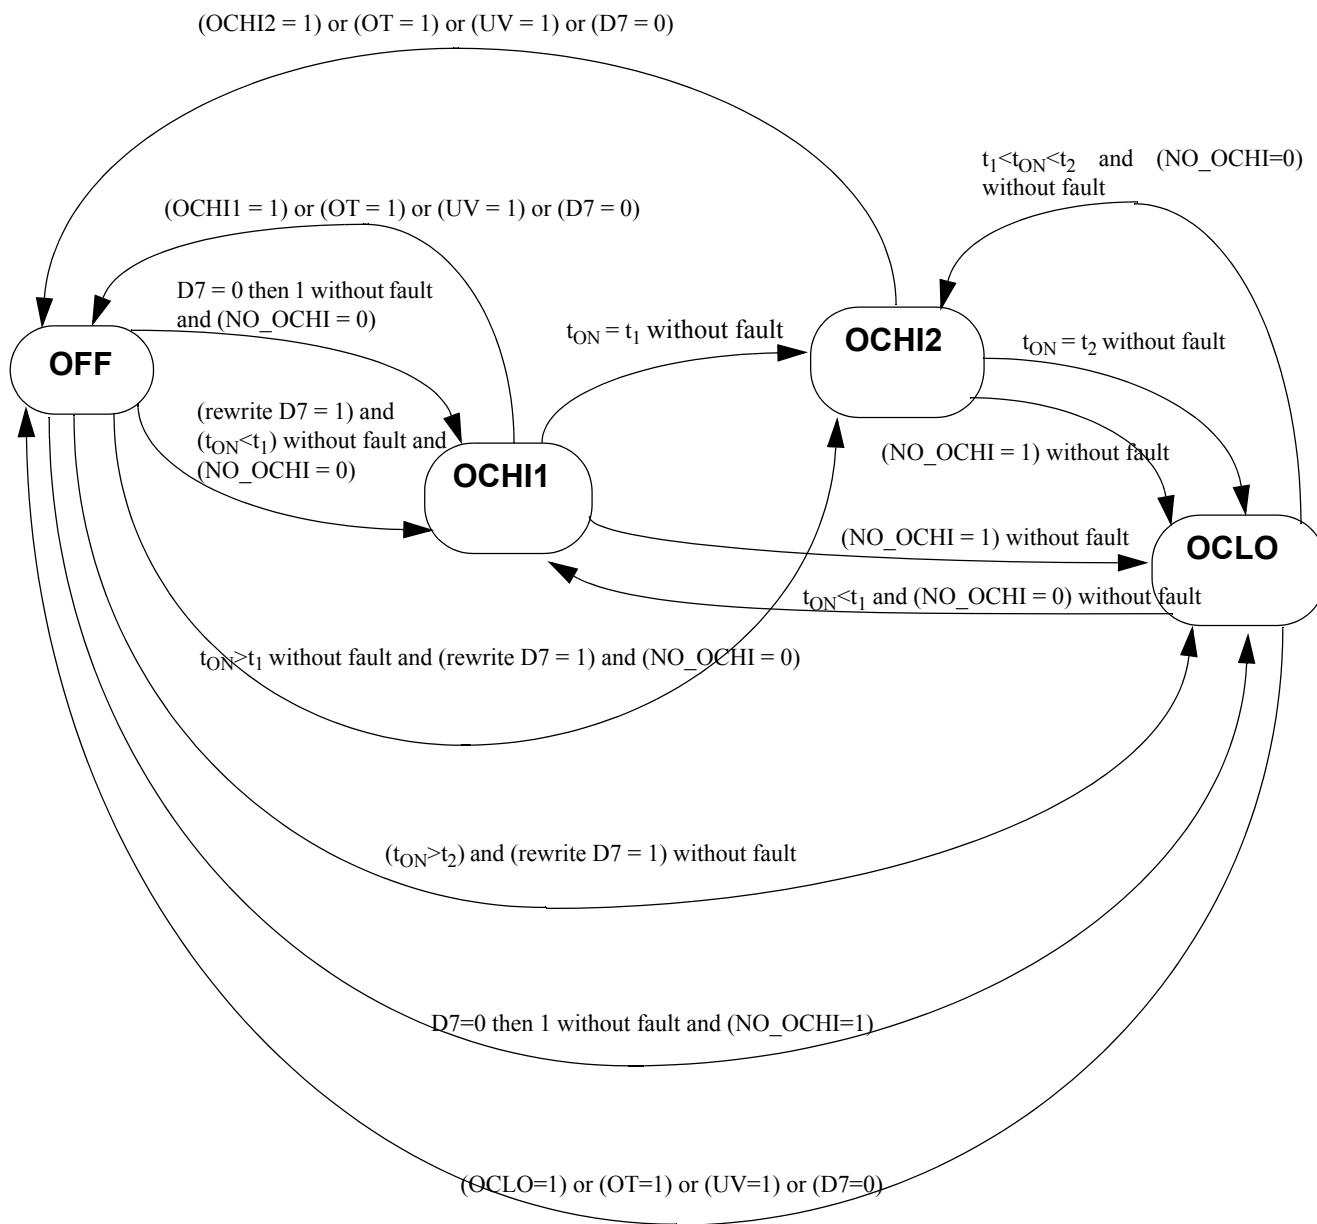 (OCHI2 = 1) or (OT = 1) or (UV = 1) or (D7 = 0)
t1<tON<t2 and (NO_OCHI=0)
without fault
(OCHI1 = 1) or (OT = 1) or (UV = 1) or (D7 = 0)
D7 = 0 then 1 without fault
and (NO_OCHI = 0)
tON = t1 without fault
OCHI2
tON = t2 without fault
OFF
(rewrite D7 = 1) and
(tON<t1) without fault and
(NO_OCHI = 0)
(NO_OCHI = 1) without fault
OCHI1
(NO_OCHI = 1) without fault
OCLO
tON<t1 and (NO_OCHI = 0) without fault
tON>t1 without fault and (rewrite D7 = 1) and (NO_OCHI = 0)
(tON>t2) and (rewrite D7 = 1) without fault
D7=0 then 1 without fault and (NO_OCHI=1)
(OCLO=1) or (OT=1) or (UV=1) or (D7=0)